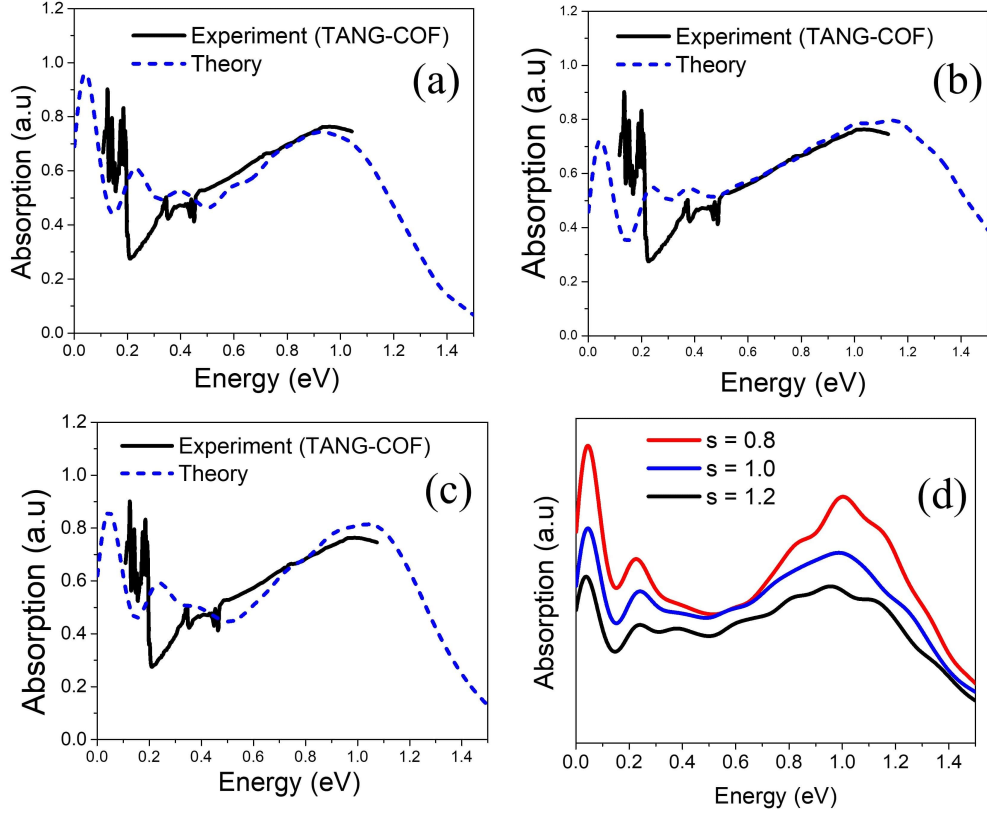 1.2
1.0
0.8
0.6
0.4
0.2
0.0
Absorption (a.u)
Experiment (TANG-COF)
Theory
(a)
0.0 0.2 0.4 0.6 0.8 1.0 1.2 1.4
Energy (eV)
1.2
1.0
0.8
0.6
0.4
0.2
0.0
Absorption (a.u)
Experiment (TANG-COF)
Theory
(b)
0.0 0.2 0.4 0.6 0.8 1.0 1.2 1.4
Energy (eV)
1.2
1.0
0.8
0.6
0.4
0.2
0.0
Absorption (a.u)
Experiment (TANG-COF)
Theory
(c)
0.0 0.2 0.4 0.6 0.8 1.0 1.2 1.4
Energy (eV)
Absorption (a.u)
s = 0.8
s = 1.0
s = 1.2
(d)
0.0 0.2 0.4 0.6 0.8 1.0 1.2 1.4
Energy (eV)